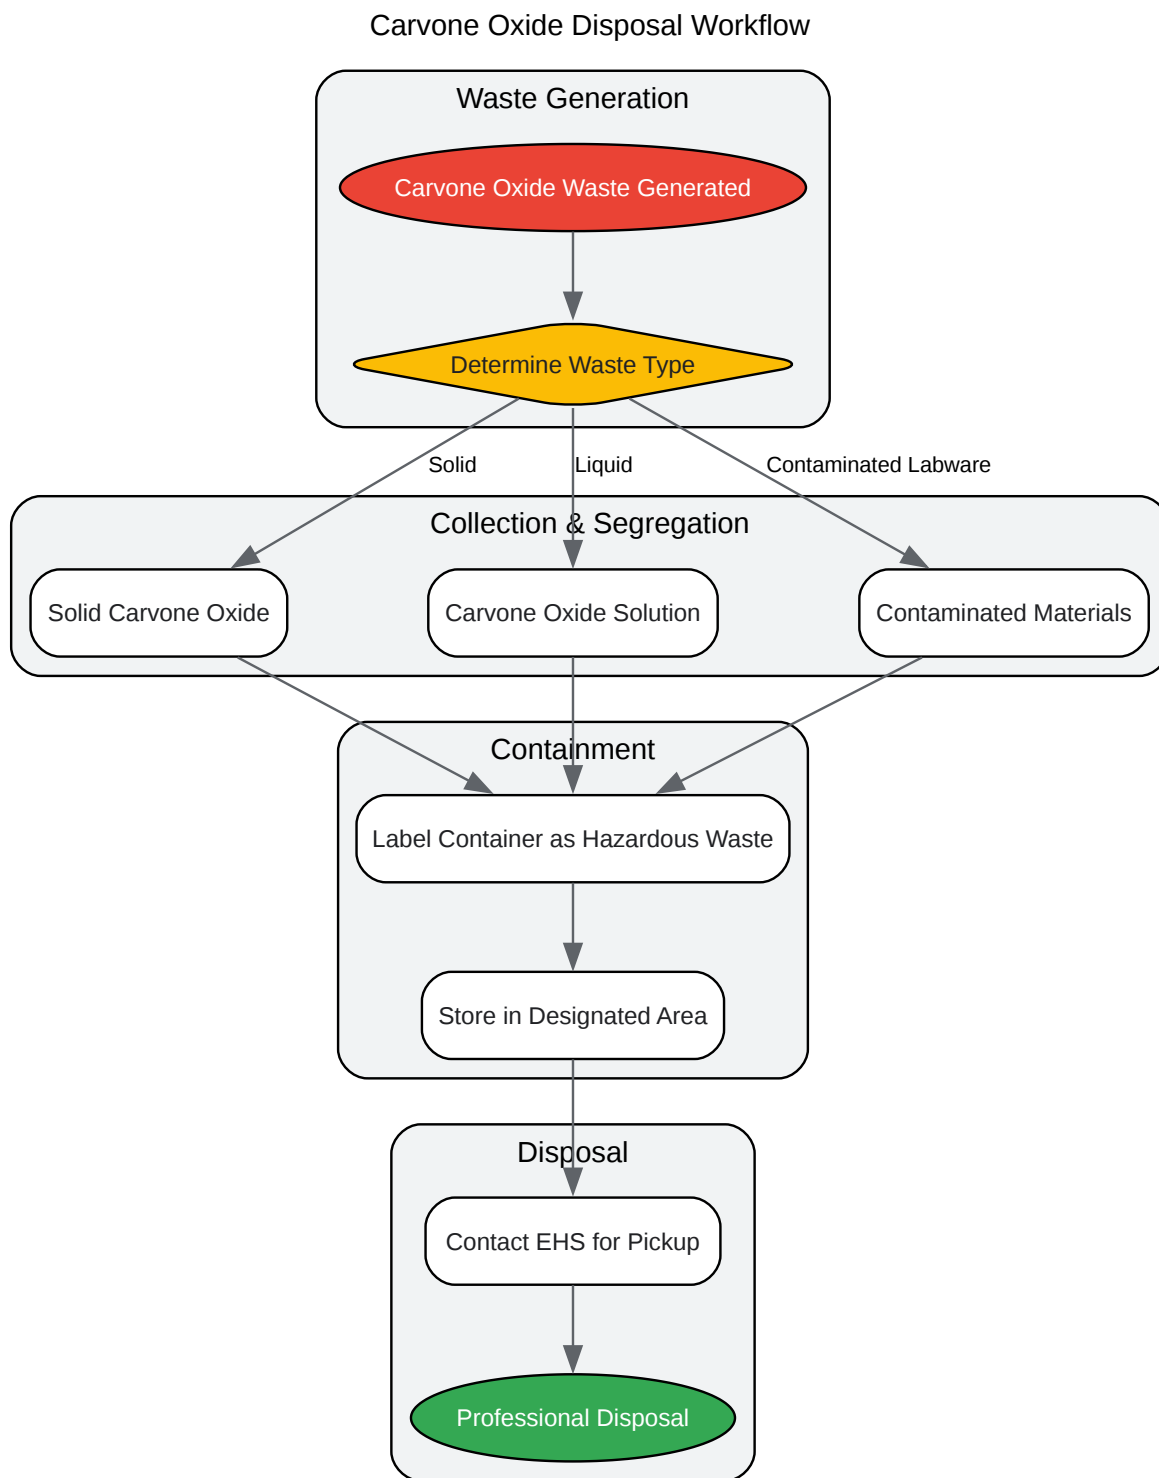 Carvone Oxide Disposal Workflow
Waste Generation
Carvone Oxide Waste Generated
Determine Waste Type
Solid
Liquid
Contaminated Labware
Collection & Segregation
Solid Carvone Oxide
Carvone Oxide Solution
Contaminated Materials
Containment
Label Container as Hazardous Waste
Store in Designated Area
Disposal
Contact EHS for Pickup
Professional Disposal